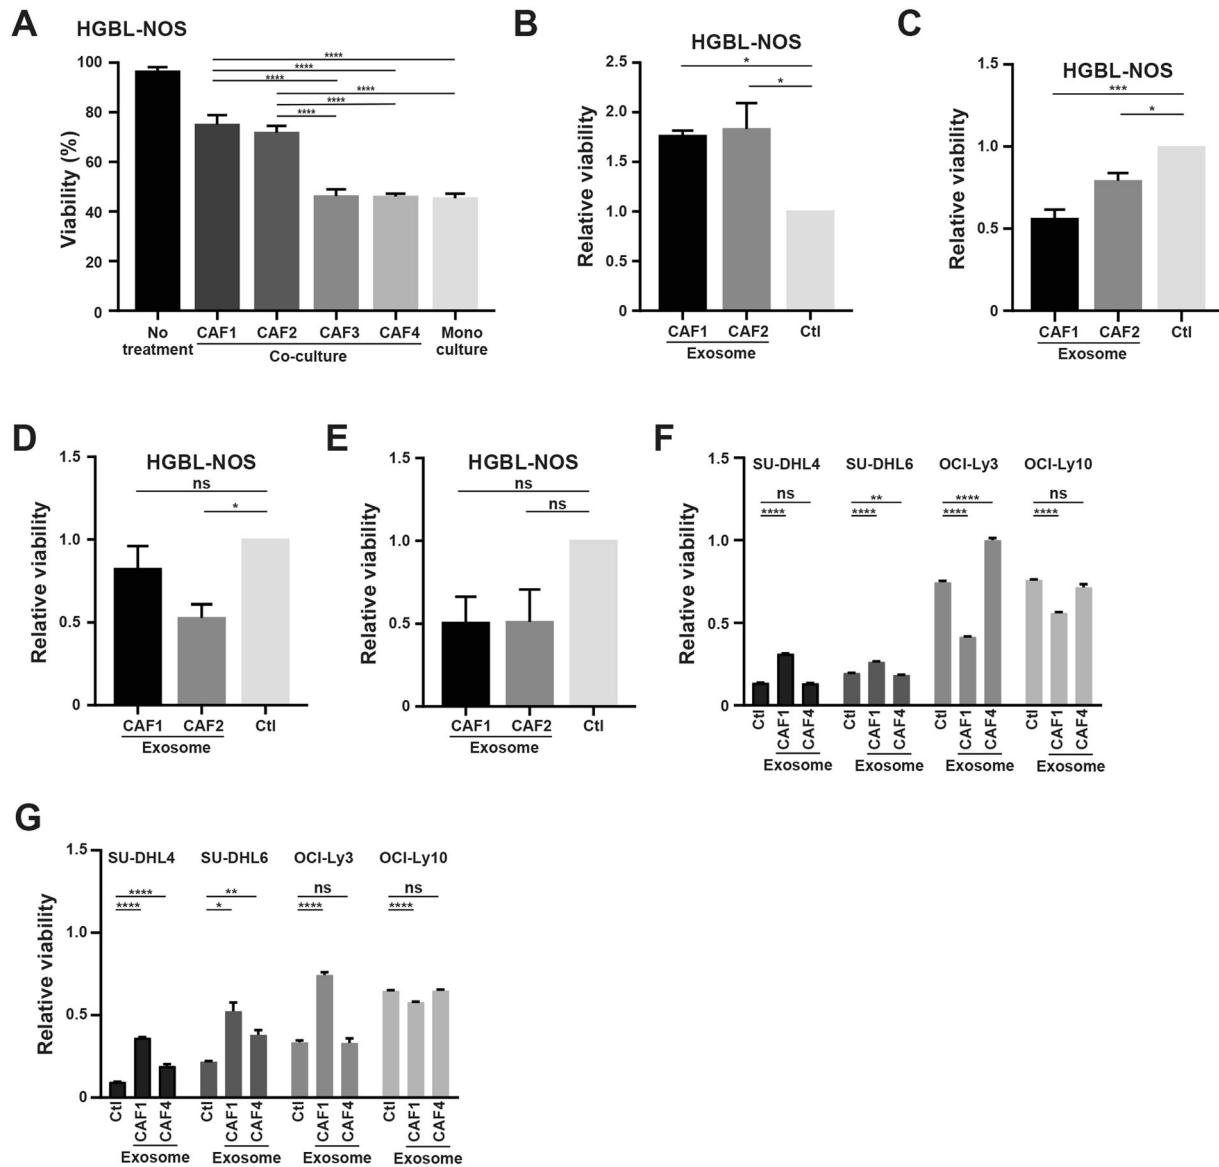 A
HGBL-NOS
Viability (%)
100
80
60
40
20
0
****
****
****
****
****
****
No
treatment
CAF1
CAF2
CAF3
CAF4
Mono
culture
Co-culture
B
HGBL-NOS
Relative viability
2.5
2.0
1.5
1.0
0.5
0
*
*
CAF1
CAF2
Ctl
Exosome
C
HGBL-NOS
Relative viability
1.5
1.0
0.5
0
***
*
CAF1
CAF2
Ctl
Exosome
D
HGBL-NOS
Relative viability
1.5
1.0
0.5
0
ns
*
CAF1
CAF2
Ctl
Exosome
E
HGBL-NOS
Relative viability
1.5
1.0
0.5
0
ns
ns
CAF1
CAF2
Ctl
Exosome
F
Relative viability
1.5
1.0
0.5
0
SU-DHL4
SU-DHL6
OCI-Ly3
OCI-Ly10
ns
****
**
****
****
****
ns
****
Ctl
CAF1
CAF4
Ctl
CAF1
CAF4
Ctl
CAF1
CAF4
Ctl
CAF1
CAF4
Exosome
Exosome
Exosome
Exosome
G
Relative viability
1.5
1.0
0.5
0
SU-DHL4
SU-DHL6
OCI-Ly3
OCI-Ly10
****
****
**
*
ns
****
ns
****
Ctl
CAF1
CAF4
Ctl
CAF1
CAF4
Ctl
CAF1
CAF4
Ctl
CAF1
CAF4
Exosome
Exosome
Exosome
Exosome